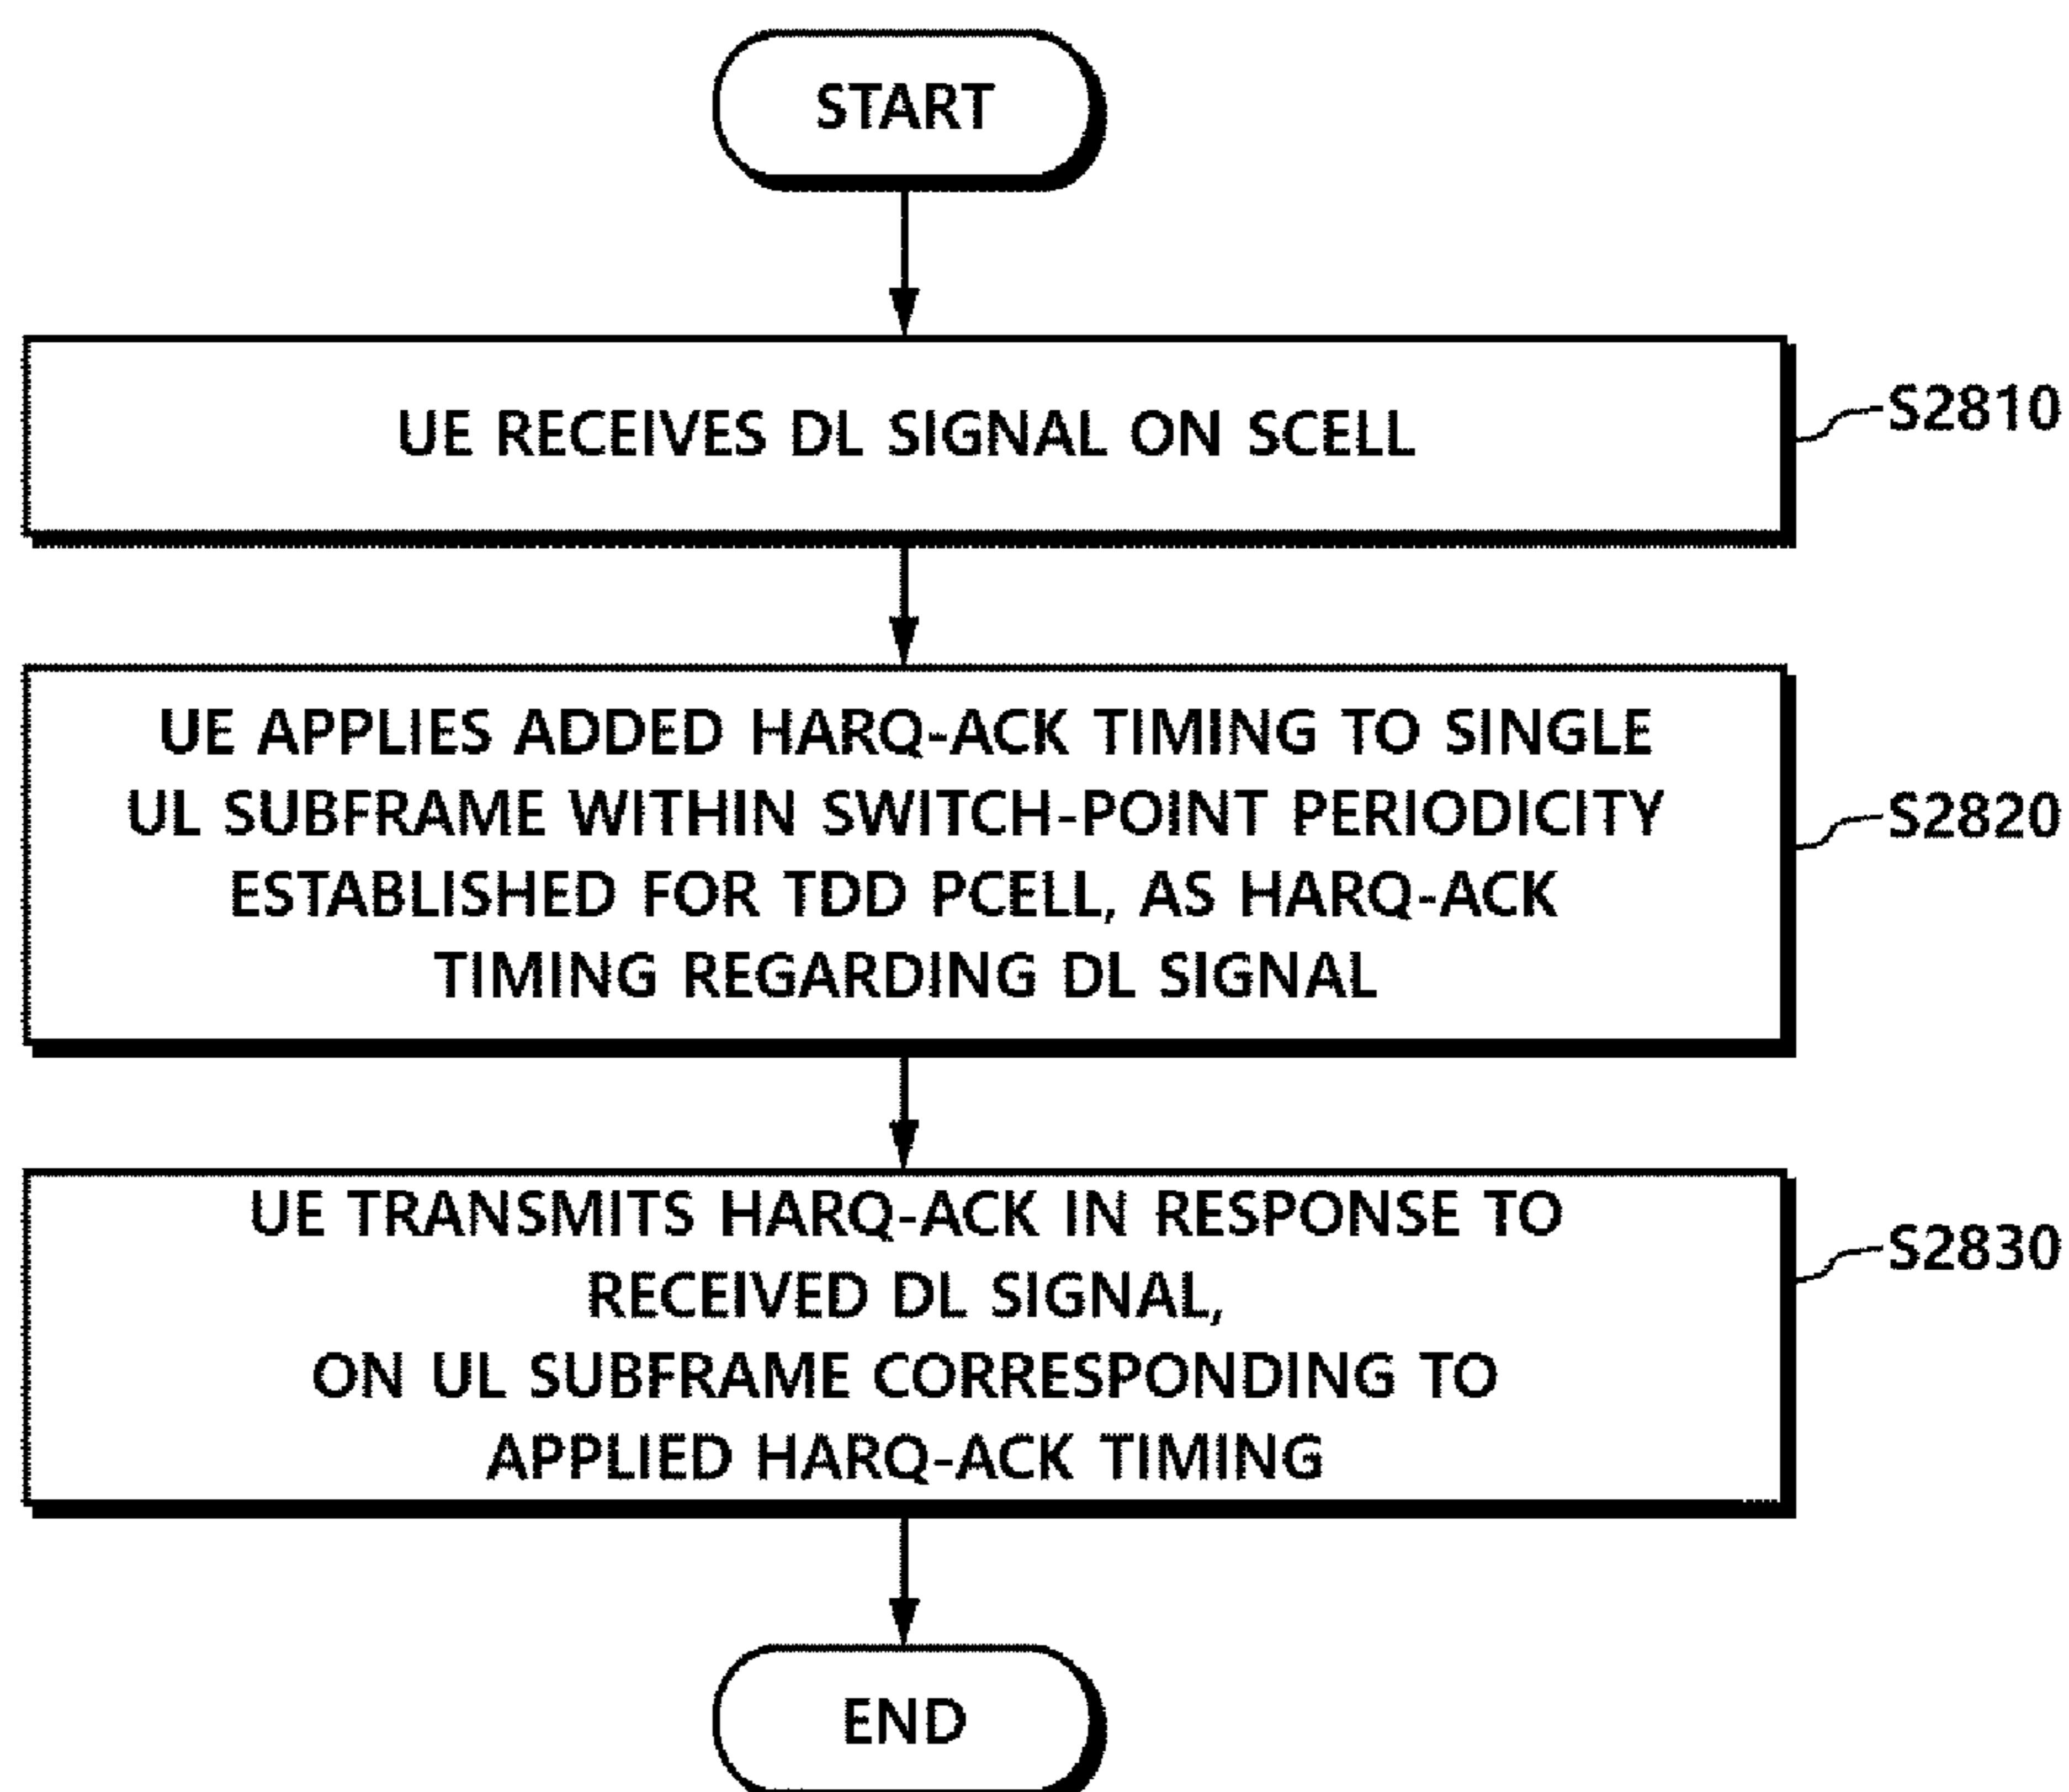 START
UE RECEIVES DL SIGNAL ON SCELL
S2810
UE APPLIES ADDED HARQ-ACK TIMING TO SINGLE
UL SUBFRAME WITHIN SWITCH-POINT PERIODICITY
ESTABLISHED FOR TDD PCELL, AS HARQ-ACK
TIMING REGARDING DL SIGNAL
S2820
UE TRANSMITS HARQ-ACK IN RESPONSE TO
RECEIVED DL SIGNAL,
ON UL SUBFRAME CORRESPONDING TO
APPLIED HARQ-ACK TIMING
S2830
END